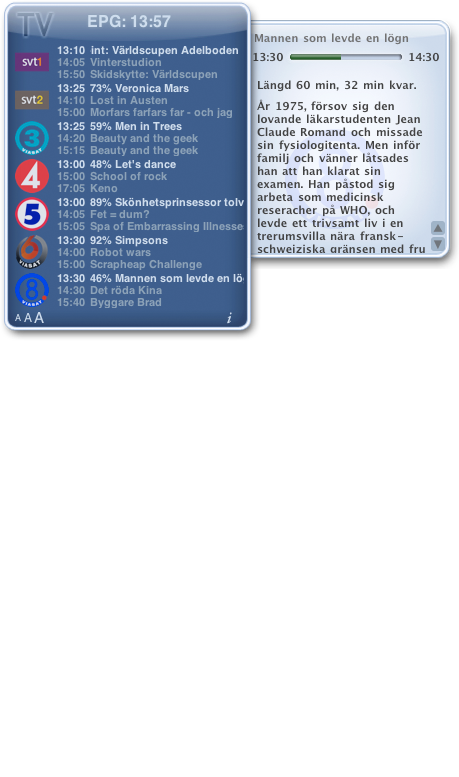 TV
EPG: 13:57
svt1
13:10 int: Världscupen Adelboden
14:05 Vinterstudion
15:50 Skidskytte: Världscupen
svt2
13:25 73% Veronica Mars
14:10 Lost in Austen
15:00 Morfars farfars far - och jag
3
VIASAT
13:25 59% Men in Trees
14:20 Beauty and the geek
15:15 Beauty and the geek
4
13:00 48% Let's dance
15:00 School of rock
17:05 Keno
5
13:00 89% Skönhetsprinsessor tolv
14:05 Fet = dum?
15:05 Spa of Embarrassing Illnesse
6
VIASAT
13:30 92% Simpsons
14:00 Robot wars
15:00 Scrapheap Challenge
8
VIASAT
13:30 46% Mannen som levde en lö
14:30 Det röda Kina
15:40 Byggare Brad
A A A
i
Mannen som levde en lögn
13:30 14:30
Längd 60 min, 32 min kvar.
År 1975, försov sig den
lovande läkarstudenten Jean
Claude Romand och missade
sin fysiologitenta. Men inför
familj och vänner låtsades
han att han klarat sin
examen. Han påstod sig
arbeta som medicinsk
reseracher på WHO, och
levde ett trivsamt liv i en
trerumsvilla nära fransk-
schweiziska gränsen med fru